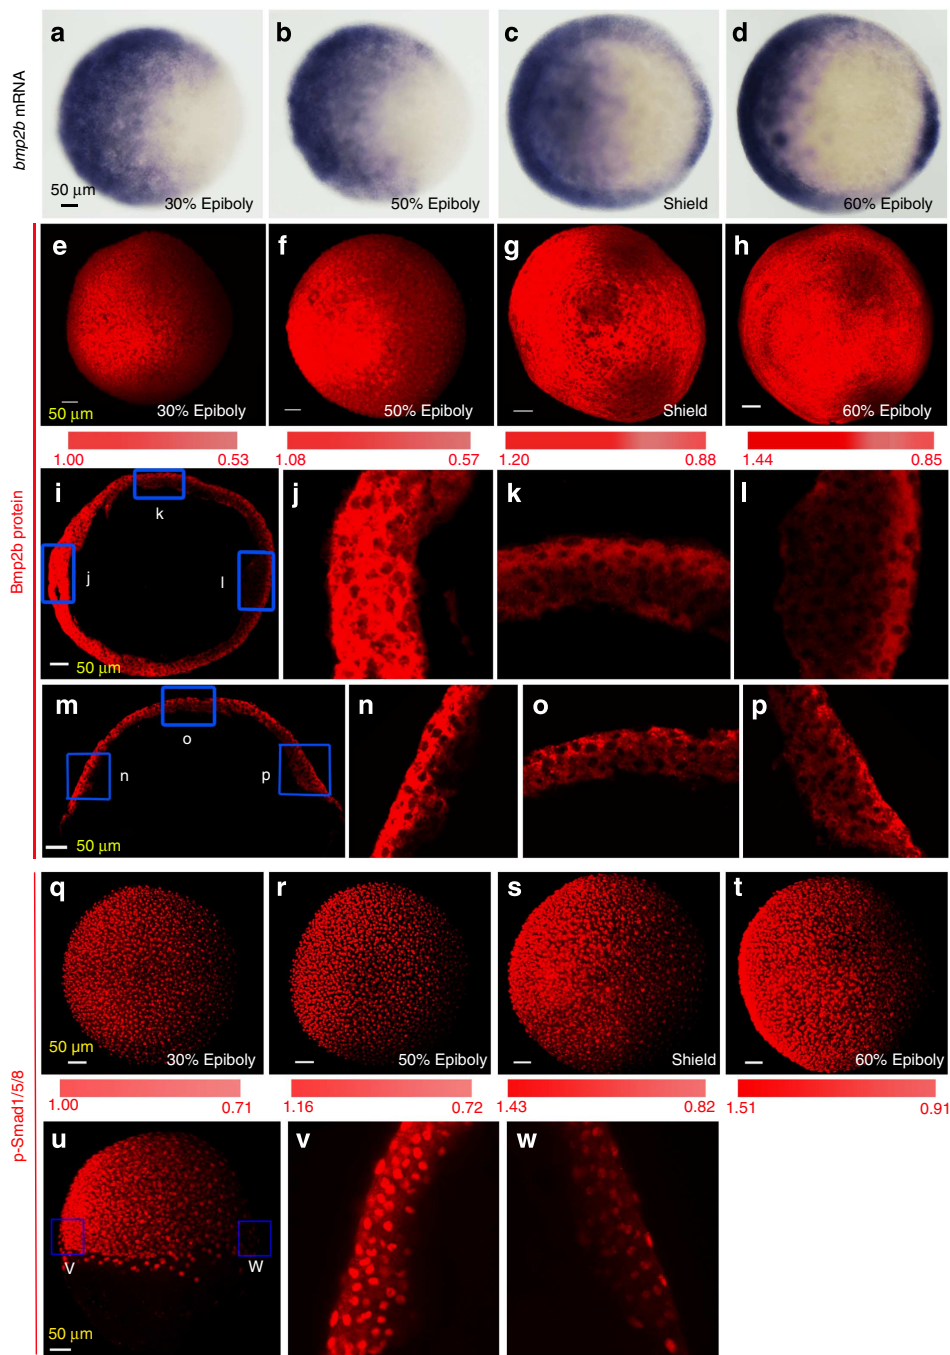 bmp2b mRNA
a
b
c
d
50 µm
30% Epiboly
50% Epiboly
Shield
60% Epiboly
Bmp2b protein
e
f
g
h
50 µm
30% Epiboly
50% Epiboly
Shield
60% Epiboly
1.00 0.53
1.08 0.57
1.20 0.88
1.44 0.85
i
k
j
l
50 µm
j
k
l
m
o
n
p
50 µm
n
o
p
p-Smad1/5/8
q
r
s
t
50 µm
30% Epiboly
50% Epiboly
Shield
60% Epiboly
1.00 0.71
1.16 0.72
1.43 0.82
1.51 0.91
u
V
W
50 µm
v
w